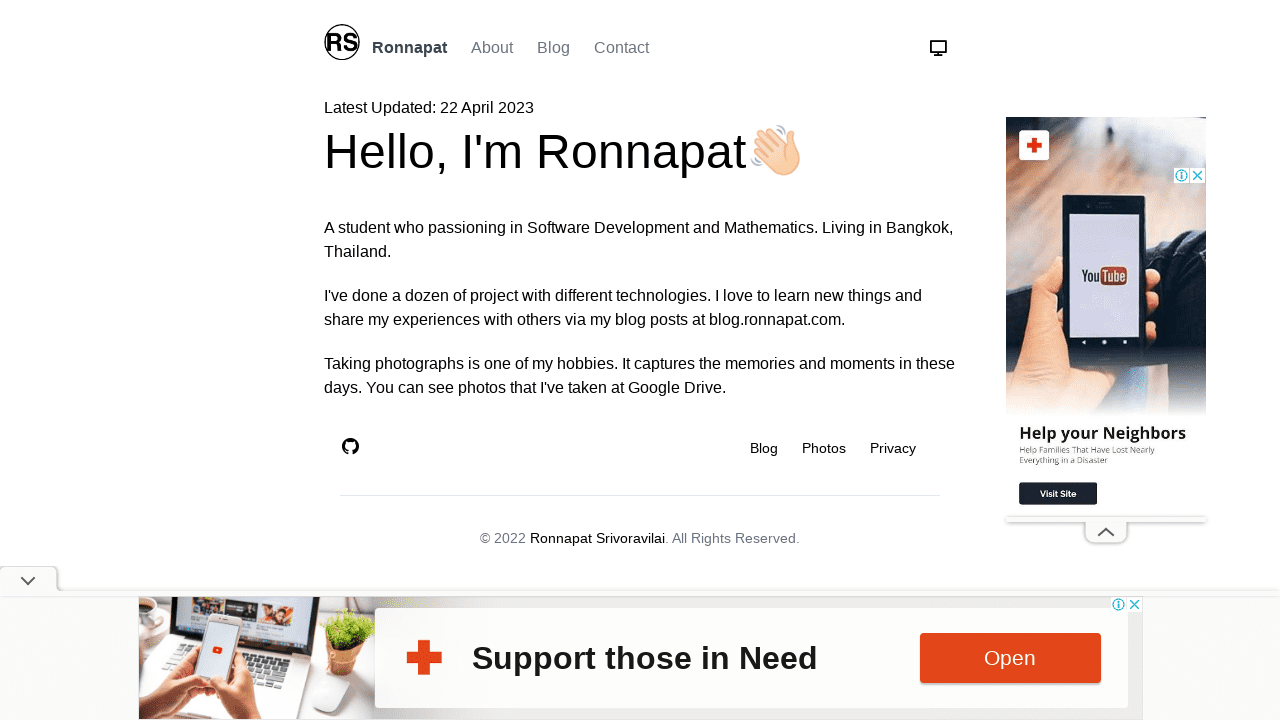 RS
Ronnapat
About
Blog
Contact
Latest Updated: 22 April 2023
Hello, I'm Ronnapat👋🏻
A student who passioning in Software Development and Mathematics. Living in Bangkok,
Thailand.
I've done a dozen of project with different technologies. I love to learn new things and
share my experiences with others via my blog posts at blog.ronnapat.com.
Taking photographs is one of my hobbies. It captures the memories and moments in these
days. You can see photos that I've taken at Google Drive.
Blog
Photos
Privacy
© 2022 Ronnapat Srivoravilai. All Rights Reserved.
YouTube
Help your Neighbors
Help Families That Have Lost Nearly
Everything in a Disaster
Visit Site
Support those in Need
Open